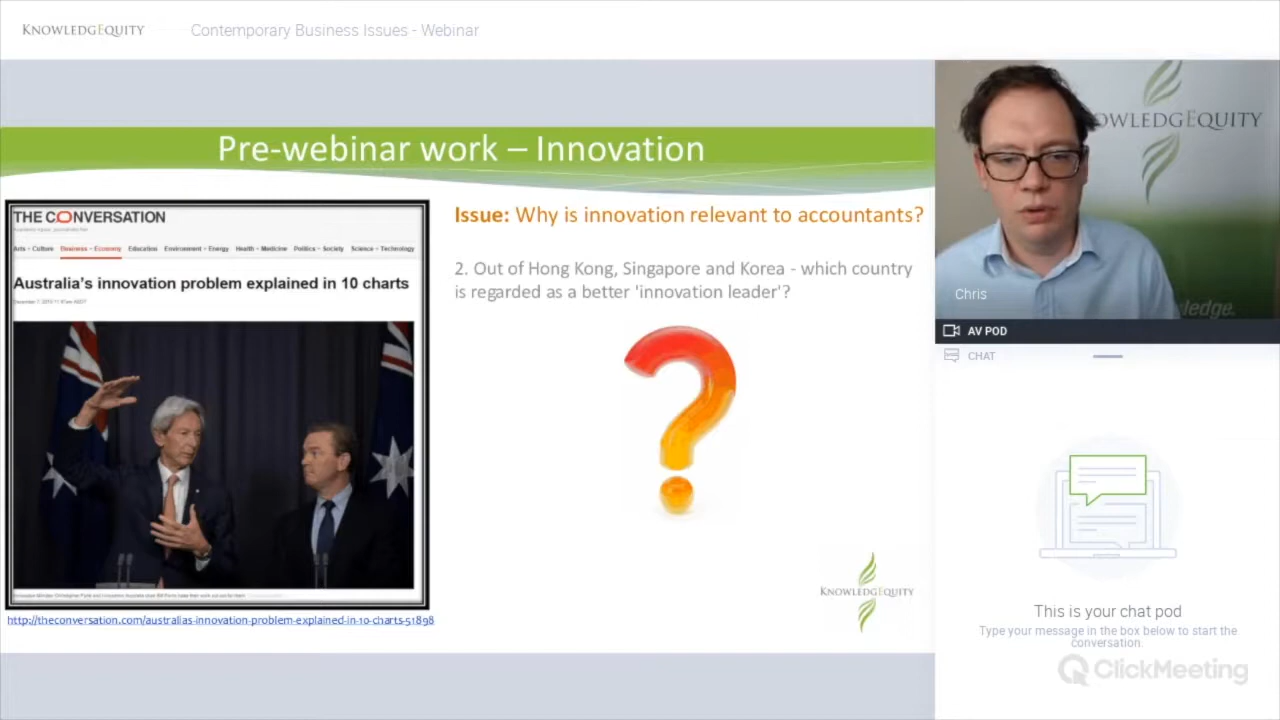 KNOWLEDGEQUITY
Contemporary Business Issues - Webinar
Pre-webinar work – Innovation
THE CONVERSATION
Arts + Culture Business + Economy Education Environment + Energy Health + Medicine Politics + Society Science + Technology
Australia's innovation problem explained in 10 charts
http://theconversation.com/australias-innovation-problem-explained-in-10-charts-51898
Issue: Why is innovation relevant to accountants?
2. Out of Hong Kong, Singapore and Korea - which country
is regarded as a better 'innovation leader'?
?
KNOWLEDGEQUITY
OWLEDGEQUITY
ledge.
Chris
AV POD
CHAT
This is your chat pod
Type your message in the box below to start the
conversation.
ClickMeeting